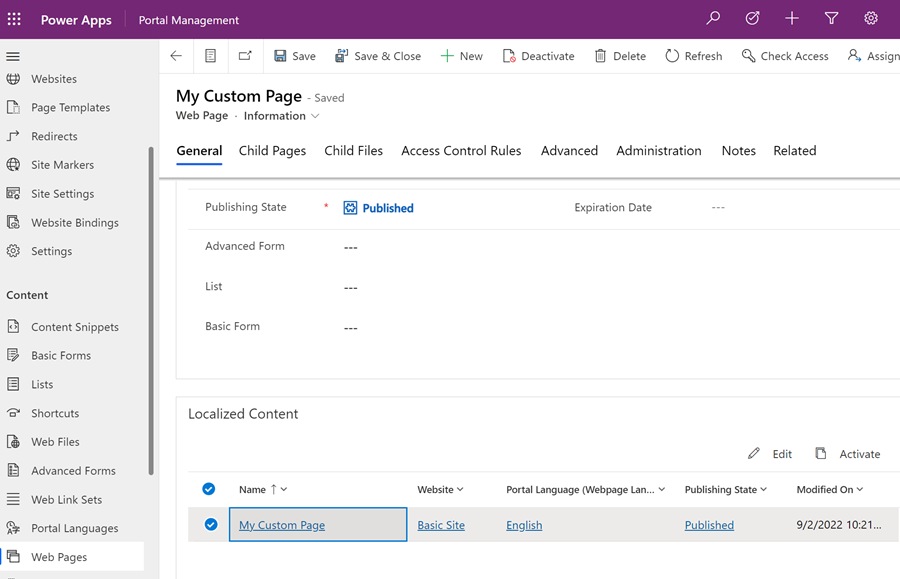 Power Apps Portal Management
Save Save & Close New Deactivate Delete Refresh Check Access Assign
Websites
Page Templates
Redirects
Site Markers
Site Settings
Website Bindings
Settings
Content
Content Snippets
Basic Forms
Lists
Shortcuts
Web Files
Advanced Forms
Web Link Sets
Portal Languages
Web Pages
My Custom Page - Saved
Web Page · Information
General Child Pages Child Files Access Control Rules Advanced Administration Notes Related
Publishing State * Published Expiration Date ---
Advanced Form ---
List ---
Basic Form ---
Localized Content
Edit Activate
Name ↑ Website Portal Language (Webpage Lan... Publishing State Modified On
My Custom Page Basic Site English Published 9/2/2022 10:21...